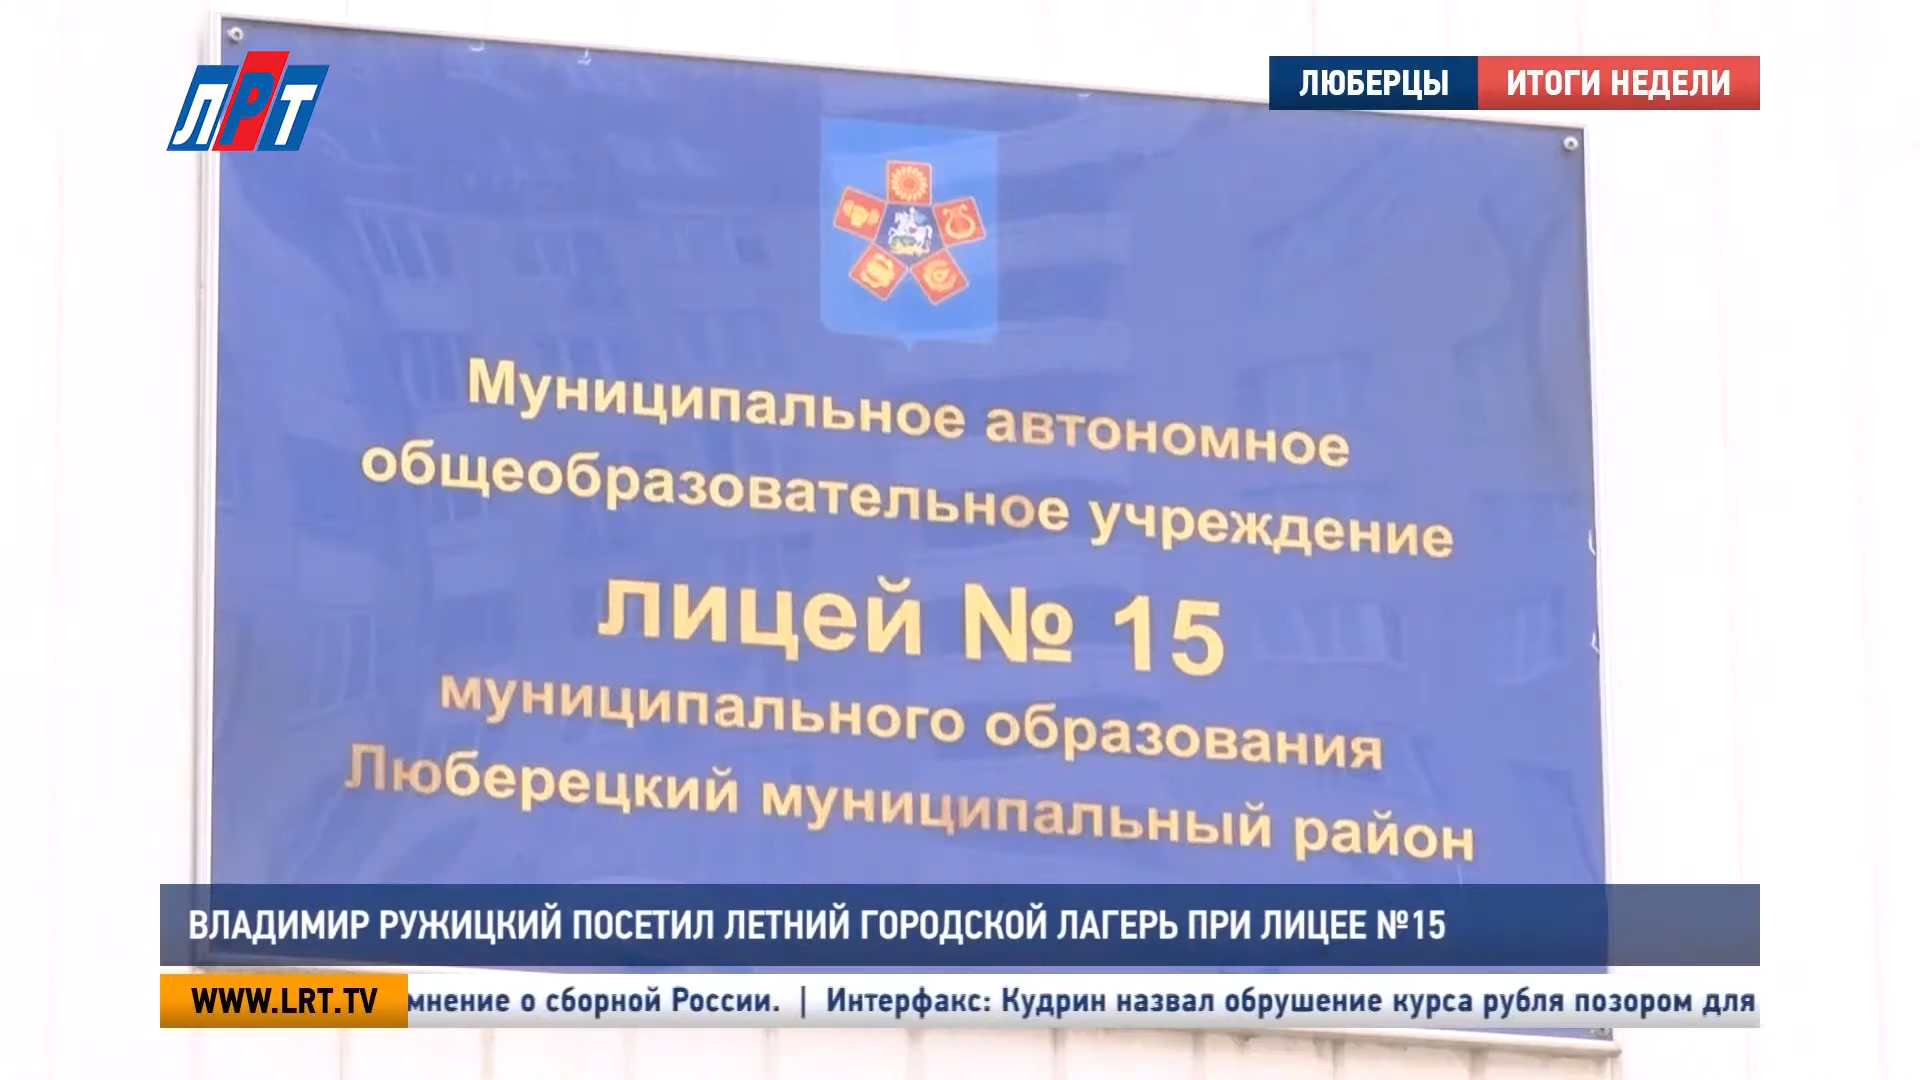 ЛРТ
ЛЮБЕРЦЫ ИТОГИ НЕДЕЛИ
Муниципальное автономное
общеобразовательное учреждение
лицей № 15
муниципального образования
Люберецкий муниципальный район
ВЛАДИМИР РУЖИЦКИЙ ПОСЕТИЛ ЛЕТНИЙ ГОРОДСКОЙ ЛАГЕРЬ ПРИ ЛИЦЕЕ №15
WWW.LRT.TV мнение о сборной России. | Интерфакс: Кудрин назвал обрушение курса рубля позором для